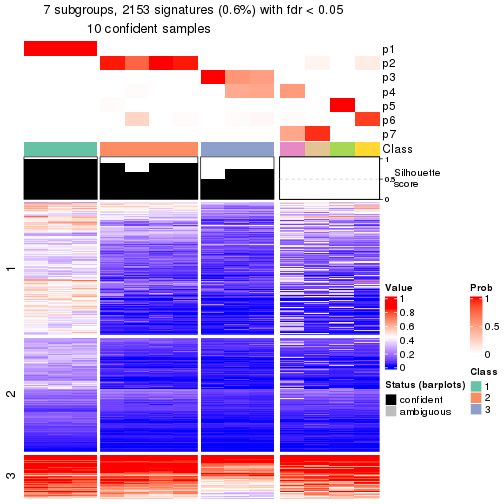 7 subgroups, 2153 signatures (0.6%) with fdr < 0.05
10 confident samples
p1
p2
p3
p4
p5
p6
p7
Class
1
0.5
0
Silhouette
score
1
2
3
Value
1
0.8
0.6
0.4
0.2
0
Status (barplots)
confident
ambiguous
Prob
1
0.5
0
Class
1
2
3